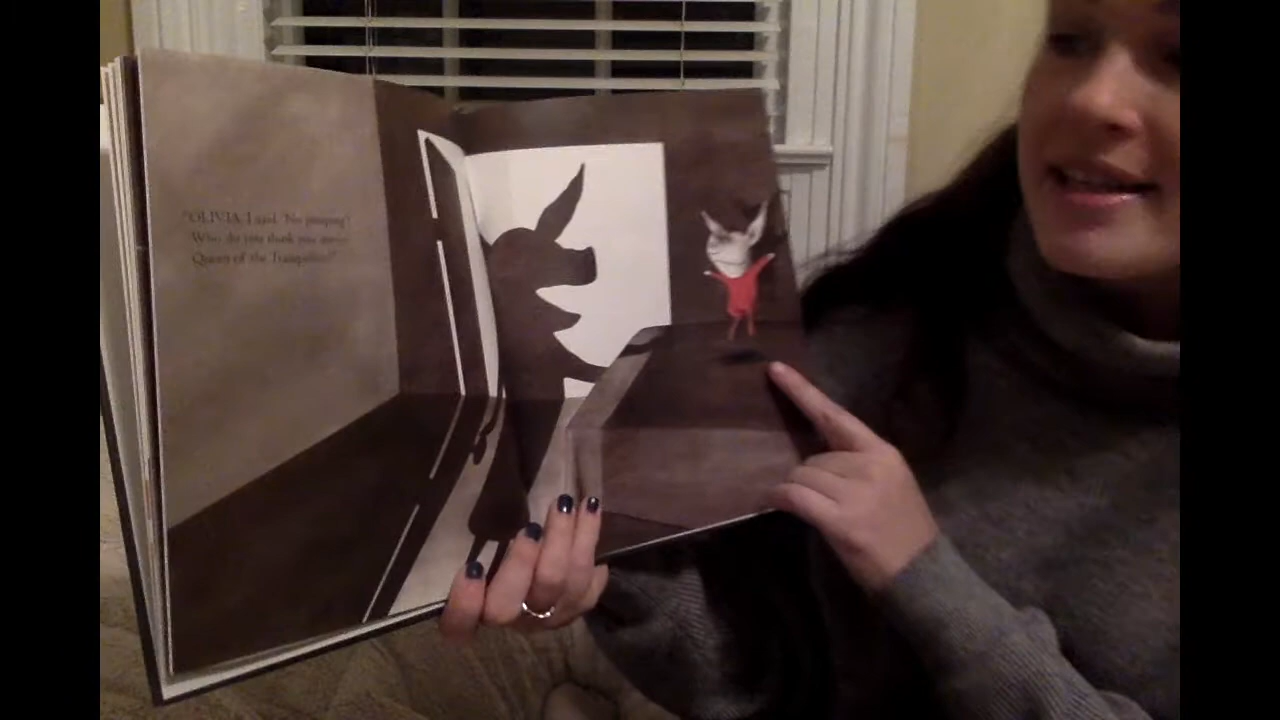 "OLIVIA, I said, 'No jumping!'
Who do you think you are—
Queen of the Trampoline?"